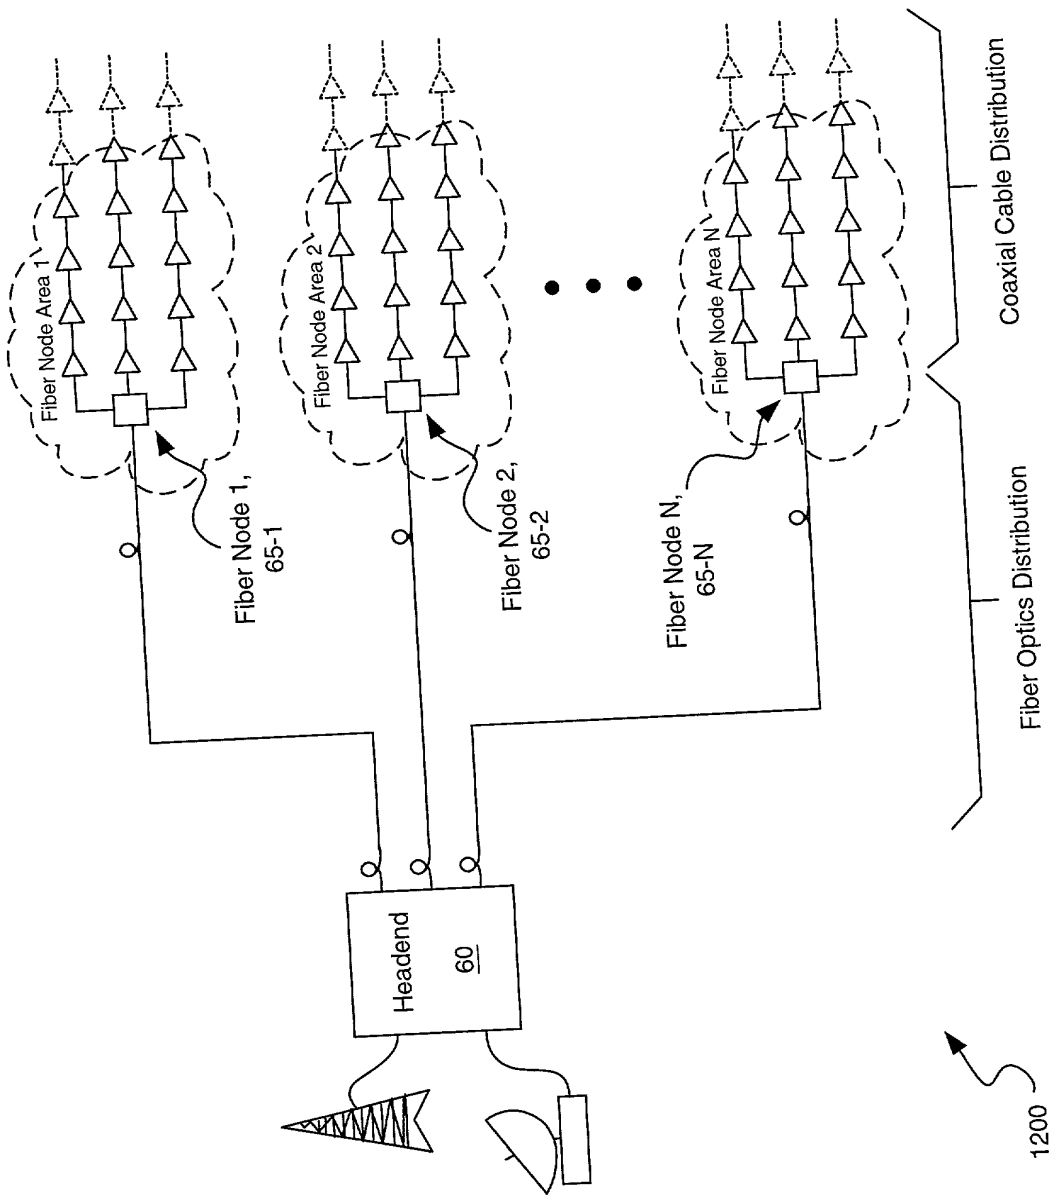 Fiber Node Area 1
Fiber Node 1,
65-1
Fiber Node Area 2
Fiber Node 2,
65-2
Fiber Node Area N
Fiber Node N,
65-N
Headend
60
Fiber Optics Distribution
Coaxial Cable Distribution
1200